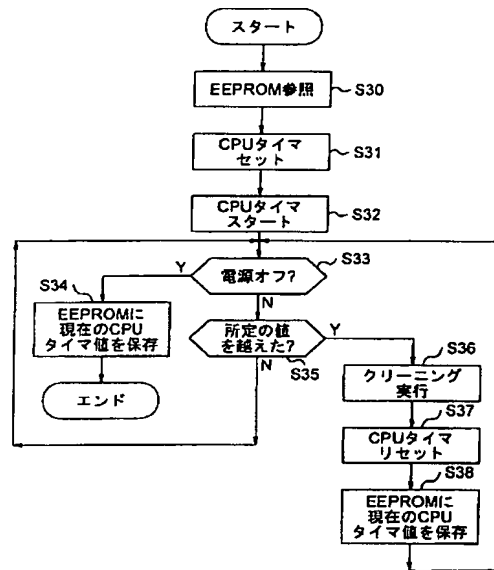 スタート
EEPROM参照
S30
CPUタイマ
セット
S31
CPUタイマ
スタート
S32
電源オフ?
S33
Y
N
S34
EEPROMに
現在のCPU
タイマ値を保存
エンド
所定の値
を越えた?
S35
Y
N
S36
クリーニング
実行
S37
CPUタイマ
リセット
S38
EEPROMに
現在のCPU
タイマ値を保存